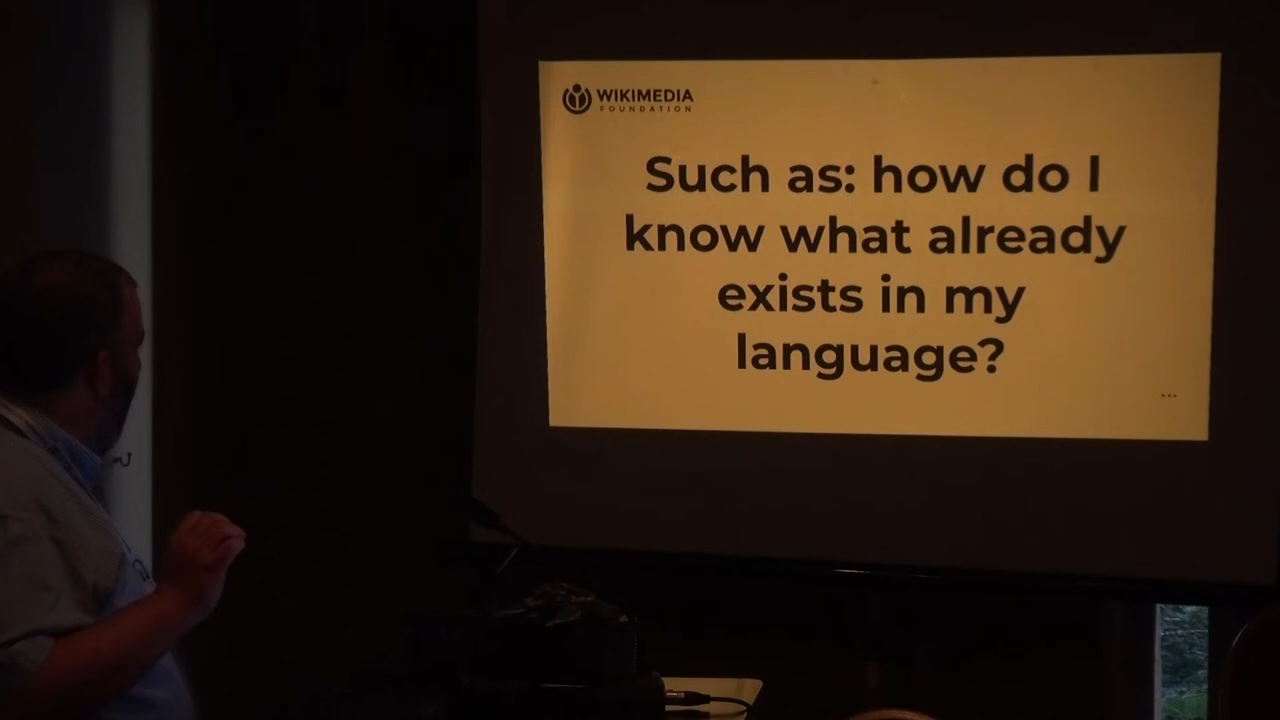 WIKIMEDIA
FOUNDATION
Such as: how do I
know what already
exists in my
language?
...